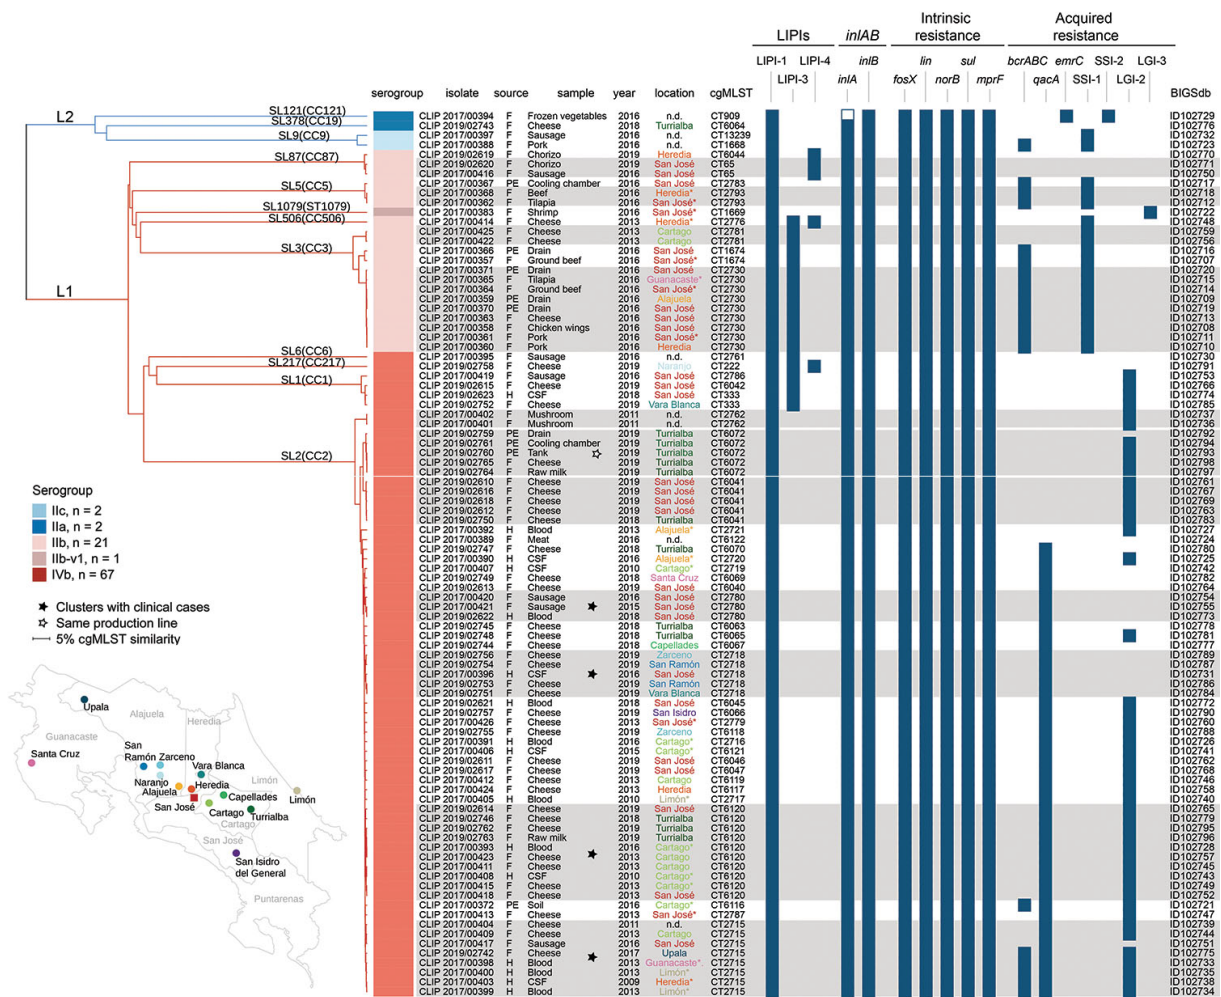 LIPIs inlAB Intrinsic resistance Acquired resistance
LIPI-1 LIPI-4 inlB lin sul bcrABC emrC SSI-2 LGI-3
LIPI-3 inlA fosX norB mprF qacA SSI-1 LGI-2
serogroup isolate source sample year location cgMLST BIGSdb
L2
L1
SL121(CC121)
SL378(CC19)
SL9(CC9)
SL87(CC87)
SL5(CC5)
SL1079(ST1079)
SL506(CC506)
SL3(CC3)
SL6(CC6)
SL217(CC217)
SL1(CC1)
SL2(CC2)
CLIP 2017/00394 F Frozen vegetables 2016 n.d. CT909 ID102729
CLIP 2019/02743 F Cheese 2018 Turrialba CT6064 ID102776
CLIP 2017/00397 F Sausage 2016 n.d. CT13239 ID102732
CLIP 2017/00388 F Pork 2016 n.d. CT1668 ID102723
CLIP 2019/02619 F Chorizo 2019 Heredia CT6044 ID102770
CLIP 2019/02620 F Chorizo 2019 San José CT65 ID102771
CLIP 2017/00416 F Sausage 2016 San José CT65 ID102750
CLIP 2017/00367 PE Cooling chamber 2016 San José CT2783 ID102717
CLIP 2017/00368 F Beef 2016 Heredia* CT2793 ID102718
CLIP 2017/00362 F Tilapia 2016 San José* CT2793 ID102712
CLIP 2017/00383 F Shrimp 2016 San José* CT1669 ID102722
CLIP 2017/00414 F Cheese 2013 Heredia* CT2776 ID102748
CLIP 2017/00425 F Cheese 2013 Cartago CT2781 ID102759
CLIP 2017/00422 F Cheese 2013 Cartago CT2781 ID102756
CLIP 2017/00366 PE Drain 2016 San José CT1674 ID102716
CLIP 2017/00357 F Ground beef 2016 San José* CT1674 ID102707
CLIP 2017/00371 PE Drain 2016 San José CT2730 ID102720
CLIP 2017/00365 F Tilapia 2016 Guanacaste* CT2730 ID102715
CLIP 2017/00364 F Ground beef 2016 San José* CT2730 ID102714
CLIP 2017/00359 PE Drain 2016 Alajuela CT2730 ID102709
CLIP 2017/00370 PE Drain 2016 San José CT2730 ID102719
CLIP 2017/00363 F Cheese 2016 San José CT2730 ID102713
CLIP 2017/00358 F Chicken wings 2016 San José CT2730 ID102708
CLIP 2017/00361 F Pork 2016 San José* CT2730 ID102711
CLIP 2017/00360 F Pork 2016 Heredia CT2730 ID102710
CLIP 2017/00395 F Sausage 2016 n.d. CT2761 ID102730
CLIP 2019/02758 F Cheese 2019 Naranjo CT222 ID102791
CLIP 2017/00419 F Sausage 2016 San José CT2786 ID102753
CLIP 2019/02615 F Cheese 2019 San José CT6042 ID102766
CLIP 2019/02623 H CSF 2018 San José CT333 ID102774
CLIP 2019/02752 F Cheese 2019 Vara Blanca CT333 ID102785
CLIP 2017/00402 F Mushroom 2011 n.d. CT2762 ID102737
CLIP 2017/00401 F Mushroom 2011 n.d. CT2762 ID102736
CLIP 2019/02759 PE Drain 2019 Turrialba CT6072 ID102792
CLIP 2019/02761 PE Cooling chamber 2019 Turrialba CT6072 ID102794
CLIP 2019/02760 PE Tank 2019 Turrialba CT6072 ID102793
CLIP 2019/02765 F Cheese 2019 Turrialba CT6072 ID102798
CLIP 2019/02764 F Raw milk 2019 Turrialba CT6072 ID102797
CLIP 2019/02610 F Cheese 2019 San José CT6041 ID102761
CLIP 2019/02616 F Cheese 2019 San José CT6041 ID102767
CLIP 2019/02618 F Cheese 2019 San José CT6041 ID102769
CLIP 2019/02612 F Cheese 2019 San José CT6041 ID102763
CLIP 2019/02750 F Cheese 2018 Turrialba CT6041 ID102783
CLIP 2017/00392 H Blood 2013 Alajuela* CT2721 ID102727
CLIP 2017/00389 F Meat 2016 n.d. CT6122 ID102724
CLIP 2019/02747 F Cheese 2018 Turrialba CT6070 ID102780
CLIP 2017/00390 H CSF 2016 Alajuela* CT2720 ID102725
CLIP 2017/00407 H CSF 2010 Cartago* CT2719 ID102742
CLIP 2019/02749 F Cheese 2018 Santa Cruz CT6069 ID102782
CLIP 2019/02613 F Cheese 2019 San José CT6040 ID102764
CLIP 2017/00420 F Sausage 2016 San José CT2780 ID102754
CLIP 2017/00421 F Sausage 2015 San José CT2780 ID102755
CLIP 2019/02622 H Blood 2018 San José CT2780 ID102773
CLIP 2019/02745 F Cheese 2018 Turrialba CT6063 ID102778
CLIP 2019/02748 F Cheese 2018 Turrialba CT6065 ID102781
CLIP 2019/02744 F Cheese 2018 Capellades CT6067 ID102777
CLIP 2019/02756 F Cheese 2019 Zarceno CT2718 ID102789
CLIP 2019/02754 F Cheese 2019 San Ramón CT2718 ID102787
CLIP 2017/00396 H CSF 2016 San José CT2718 ID102731
CLIP 2019/02753 F Cheese 2019 San Ramón CT2718 ID102786
CLIP 2019/02751 F Cheese 2019 Vara Blanca CT2718 ID102784
CLIP 2019/02621 H Blood 2018 San José CT6045 ID102772
CLIP 2019/02757 F Cheese 2019 San Isidro CT6066 ID102790
CLIP 2017/00426 F Cheese 2013 San José* CT2779 ID102760
CLIP 2019/02755 F Cheese 2019 Zarceno CT6118 ID102788
CLIP 2017/00391 H Blood 2016 Cartago* CT2716 ID102726
CLIP 2017/00406 H CSF 2015 Cartago* CT6121 ID102741
CLIP 2019/02611 F Cheese 2019 San José CT6046 ID102762
CLIP 2019/02617 F Cheese 2019 San José CT6047 ID102768
CLIP 2017/00412 F Cheese 2013 Cartago CT6119 ID102746
CLIP 2017/00424 F Cheese 2013 Heredia CT6117 ID102758
CLIP 2017/00405 H Blood 2010 Limón* CT2717 ID102740
CLIP 2019/02614 F Cheese 2019 San José CT6120 ID102765
CLIP 2019/02746 F Cheese 2018 Turrialba CT6120 ID102779
CLIP 2019/02762 F Cheese 2019 Turrialba CT6120 ID102795
CLIP 2019/02763 F Raw milk 2019 Turrialba CT6120 ID102796
CLIP 2017/00393 H Blood 2016 Cartago* CT6120 ID102728
CLIP 2017/00423 F Cheese 2013 Cartago CT6120 ID102757
CLIP 2017/00411 F Cheese 2013 Cartago CT6120 ID102745
CLIP 2017/00408 H CSF 2010 Cartago* CT6120 ID102743
CLIP 2017/00415 F Cheese 2013 Cartago* CT6120 ID102749
CLIP 2017/00418 F Cheese 2013 San José CT6120 ID102752
CLIP 2017/00372 PE Soil 2016 Cartago* CT6116 ID102721
CLIP 2017/00413 F Cheese 2013 San José* CT2787 ID102747
CLIP 2017/00404 F Cheese 2011 n.d. CT2715 ID102739
CLIP 2017/00409 F Cheese 2013 Cartago CT2715 ID102744
CLIP 2017/00417 F Sausage 2016 San José CT2715 ID102751
CLIP 2019/02742 F Cheese 2017 Upala CT2715 ID102775
CLIP 2017/00398 H Blood 2013 Guanacaste* CT2715 ID102733
CLIP 2017/00400 H Blood 2013 Limón* CT2715 ID102735
CLIP 2017/00403 H CSF 2009 Heredia* CT2715 ID102738
CLIP 2017/00399 H Blood 2013 Limón* CT2715 ID102734
Serogroup
IIc, n = 2
IIa, n = 2
IIb, n = 21
IIb-v1, n = 1
IVb, n = 67
Clusters with clinical cases
Same production line
5% cgMLST similarity
Upala
Alajuela
Heredia
Guanacaste
Santa Cruz
San Ramón
Zarceno
Vara Blanca
Limón
Naranjo
Alajuela
Heredia
San José
Capellades
Limón
Cartago
Turrialba
Cartago
San José
San Isidro
del General
Puntarenas